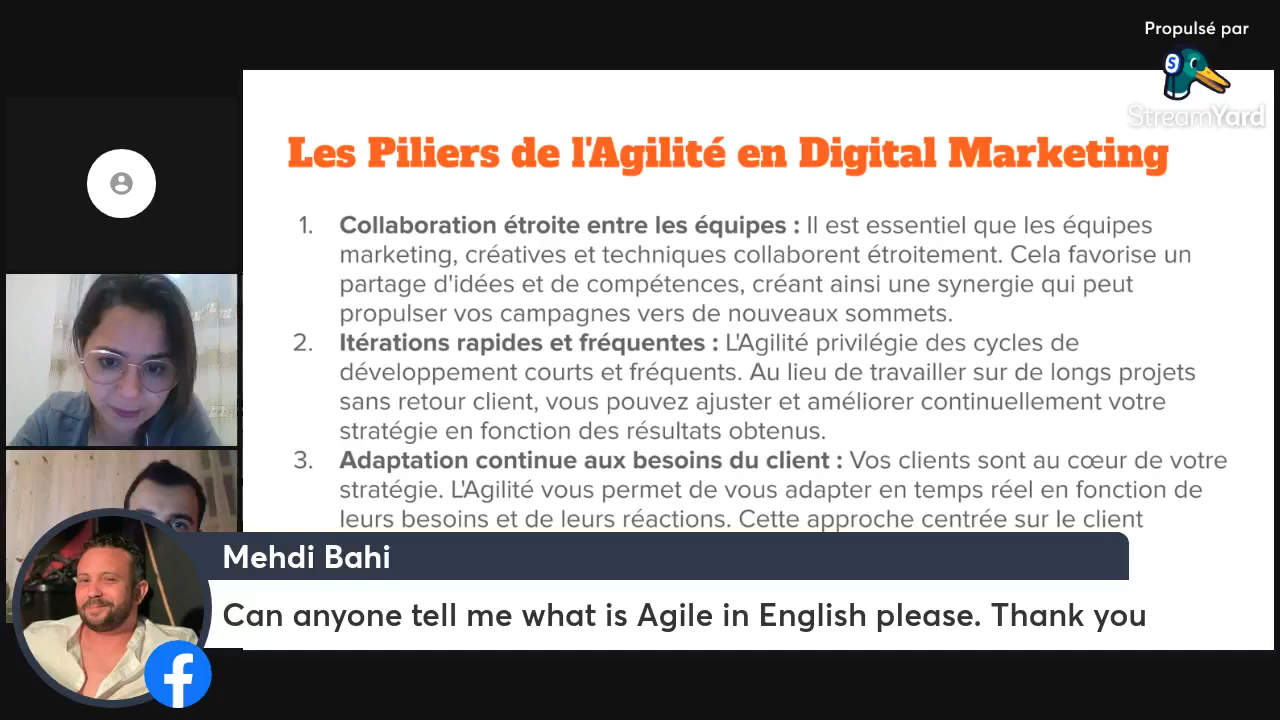 Propulsé par
StreamYard
Les Piliers de l'Agilité en Digital Marketing
1. Collaboration étroite entre les équipes : Il est essentiel que les équipes
marketing, créatives et techniques collaborent étroitement. Cela favorise un
partage d'idées et de compétences, créant ainsi une synergie qui peut
propulser vos campagnes vers de nouveaux sommets.
2. Itérations rapides et fréquentes : L'Agilité privilégie des cycles de
développement courts et fréquents. Au lieu de travailler sur de longs projets
sans retour client, vous pouvez ajuster et améliorer continuellement votre
stratégie en fonction des résultats obtenus.
3. Adaptation continue aux besoins du client : Vos clients sont au cœur de votre
stratégie. L'Agilité vous permet de vous adapter en temps réel en fonction de
leurs besoins et de leurs réactions. Cette approche centrée sur le client
Mehdi Bahi
Can anyone tell me what is Agile in English please. Thank you